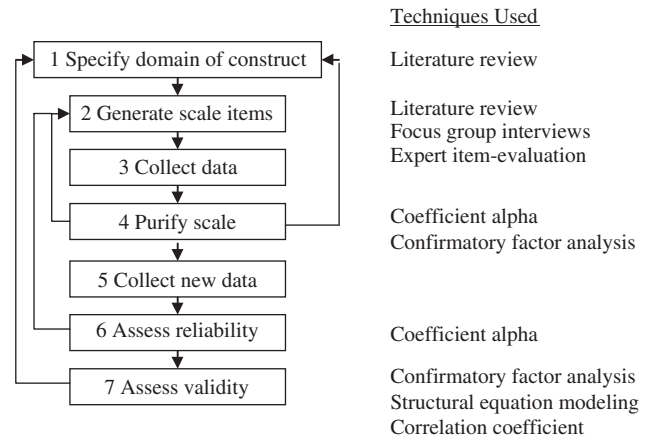 Techniques Used
1 Specify domain of construct
Literature review
2 Generate scale items
Literature review
Focus group interviews
Expert item-evaluation
3 Collect data
4 Purify scale
Coefficient alpha
Confirmatory factor analysis
5 Collect new data
6 Assess reliability
Coefficient alpha
7 Assess validity
Confirmatory factor analysis
Structural equation modeling
Correlation coefficient